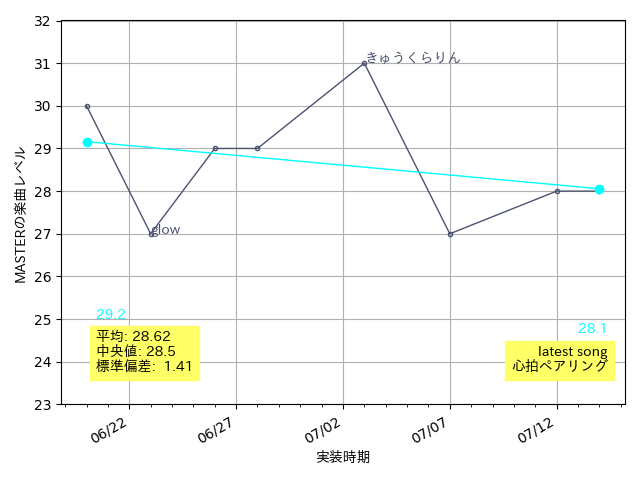 32
31
30
29
28
27
26
25
24
23
MASTERの楽曲レベル
きゅうくらりん
glow
29.2
平均: 28.62
中央値: 28.5
標準偏差: 1.41
28.1
latest song
心拍ペアリング
06/22
06/27
07/02
07/07
07/12
実装時期